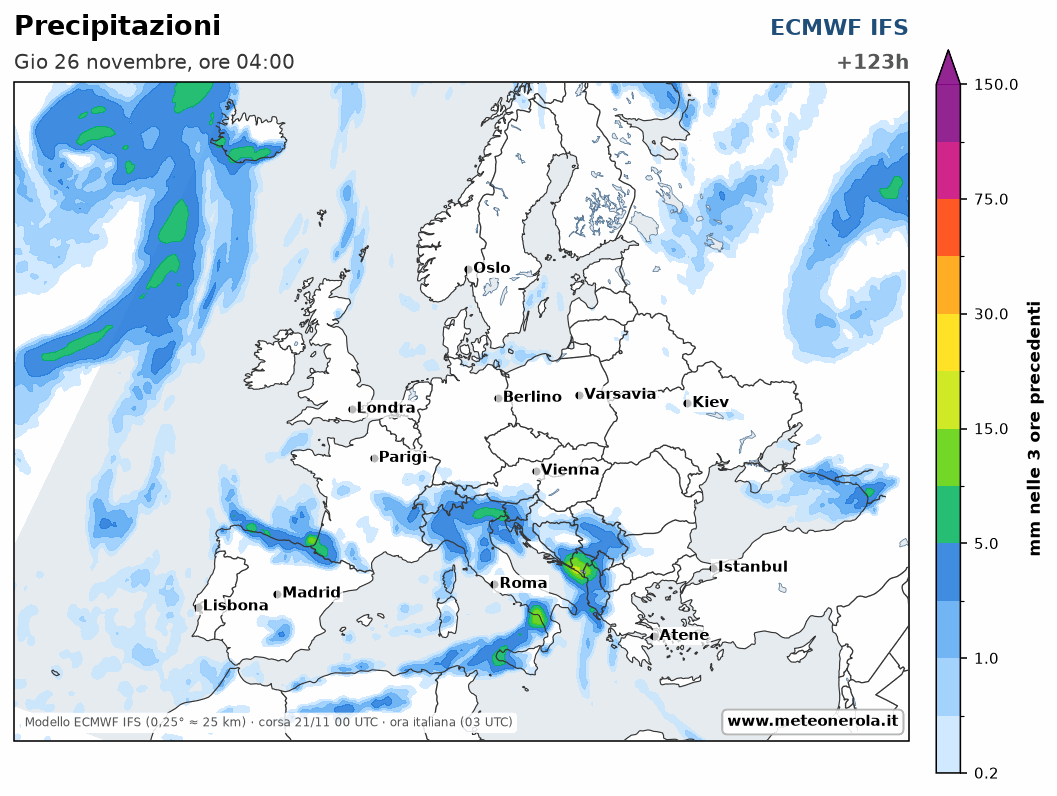 Precipitazioni
ECMWF IFS
Gio 26 novembre, ore 04:00
+123h
150.0
75.0
30.0
15.0
5.0
1.0
0.2
mm nelle 3 ore precedenti
Oslo
Berlino
Varsavia
Kiev
Londra
Parigi
Vienna
Istanbul
Roma
Madrid
Lisbona
Atene
Modello ECMWF IFS (0,25° ≈ 25 km) · corsa 21/11 00 UTC · ora italiana (03 UTC)
www.meteonerola.it